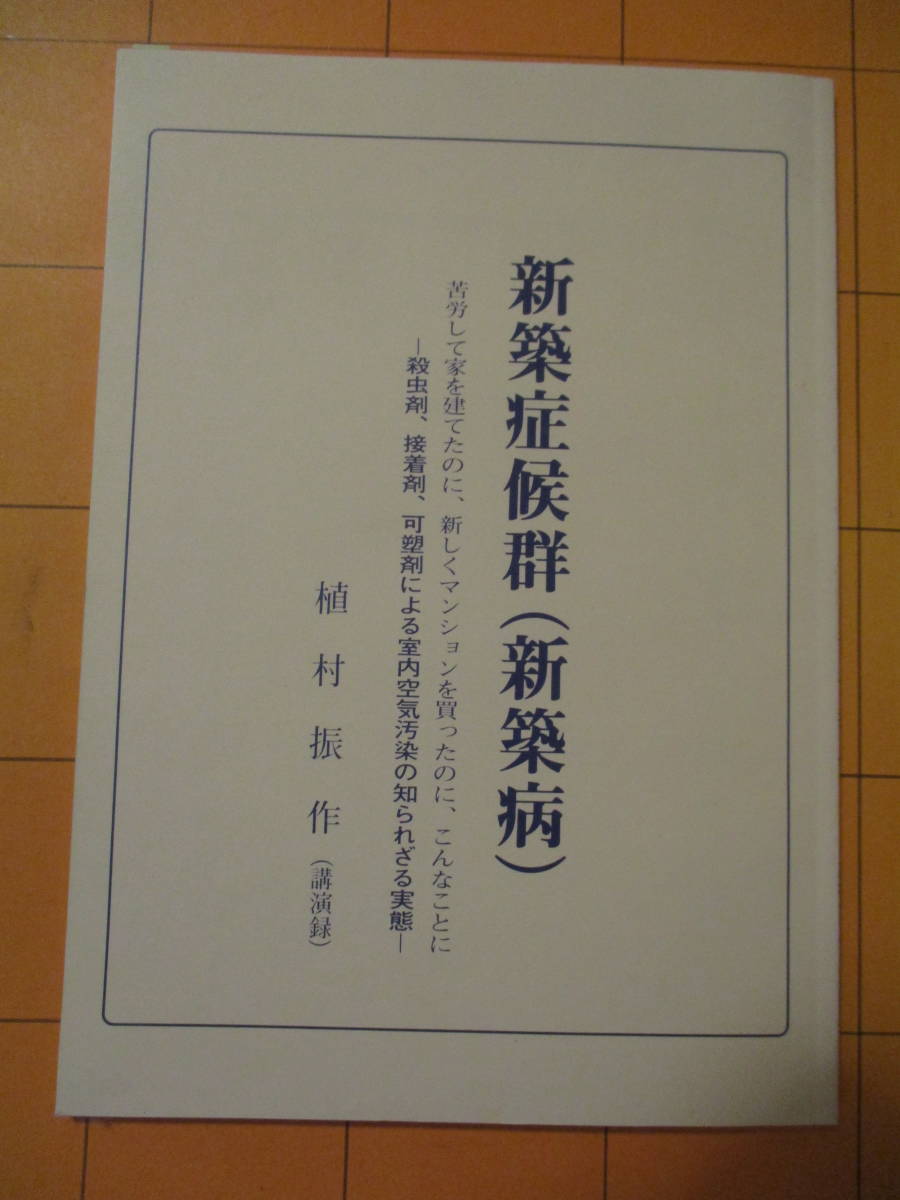 新築症候群（新築病）
苦労して家を建てたのに、新しくマンションを買ったのに、こんなことに
―殺虫剤、接着剤、可塑剤による室内空気汚染の知られざる実態―
植村振作（講演録）